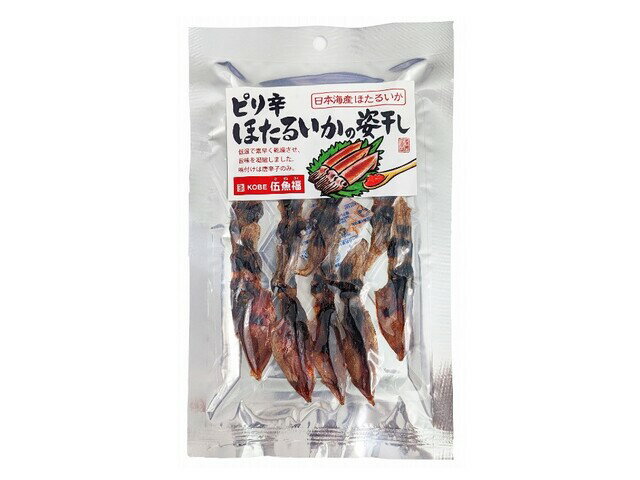 日本海産ほたるいか
ピリ辛
ほたるいかの姿干し
低温で素早く乾燥させ、
旨味を凝縮しました。
味付けは唐辛子のみ。
KOBE 伍魚福